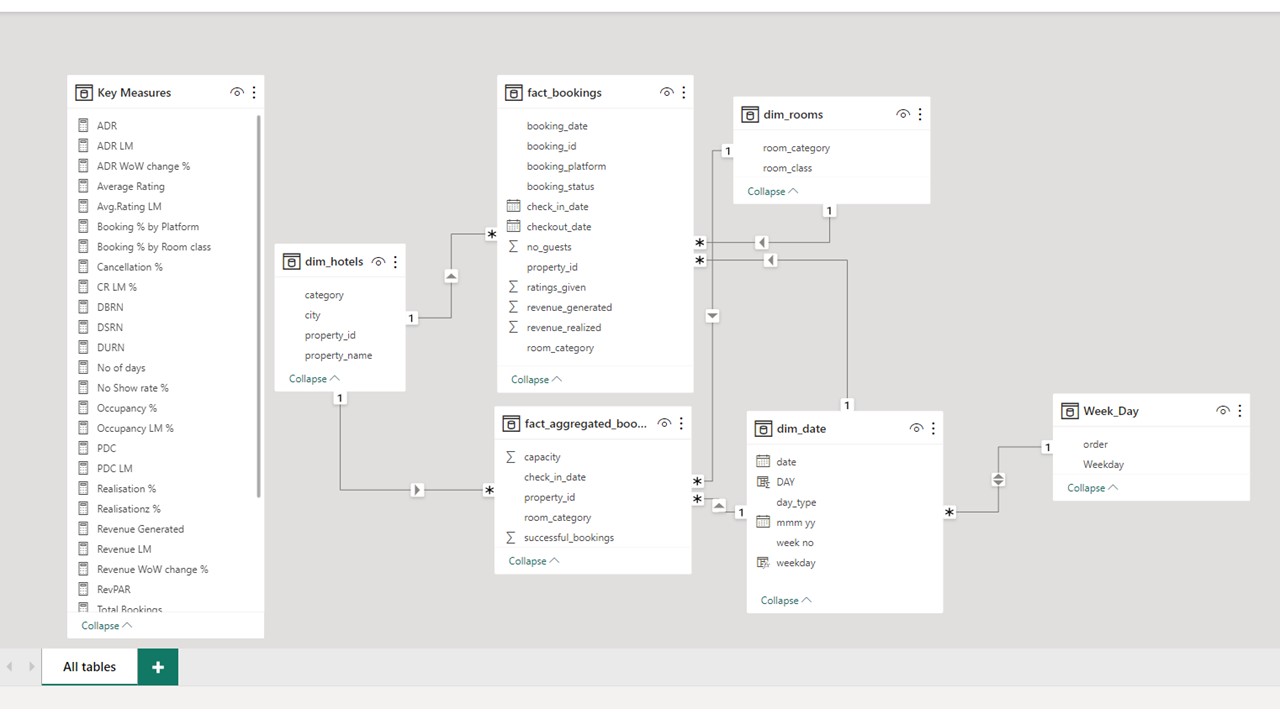 Key Measures
ADR
ADR LM
ADR WoW change %
Average Rating
Avg.Rating LM
Booking % by Platform
Booking % by Room class
Cancellation %
CR LM %
DBRN
DSRN
DURN
No of days
No Show rate %
Occupancy %
Occupancy LM %
PDC
PDC LM
Realisation %
Realisationz %
Revenue Generated
Revenue LM
Revenue WoW change %
RevPAR
Total Bookings
Collapse
dim_hotels
category
city
property_id
property_name
Collapse
1
1
fact_bookings
booking_date
booking_id
booking_platform
booking_status
check_in_date
checkout_date
no_guests
property_id
ratings_given
revenue_generated
revenue_realized
room_category
Collapse
*
*
*
fact_aggregated_boo...
capacity
check_in_date
property_id
room_category
successful_bookings
Collapse
*
*
*
dim_rooms
room_category
room_class
Collapse
1
1
dim_date
date
DAY
day_type
mmm yy
week no
weekday
Collapse
1
1
*
Week_Day
order
Weekday
Collapse
1
All tables